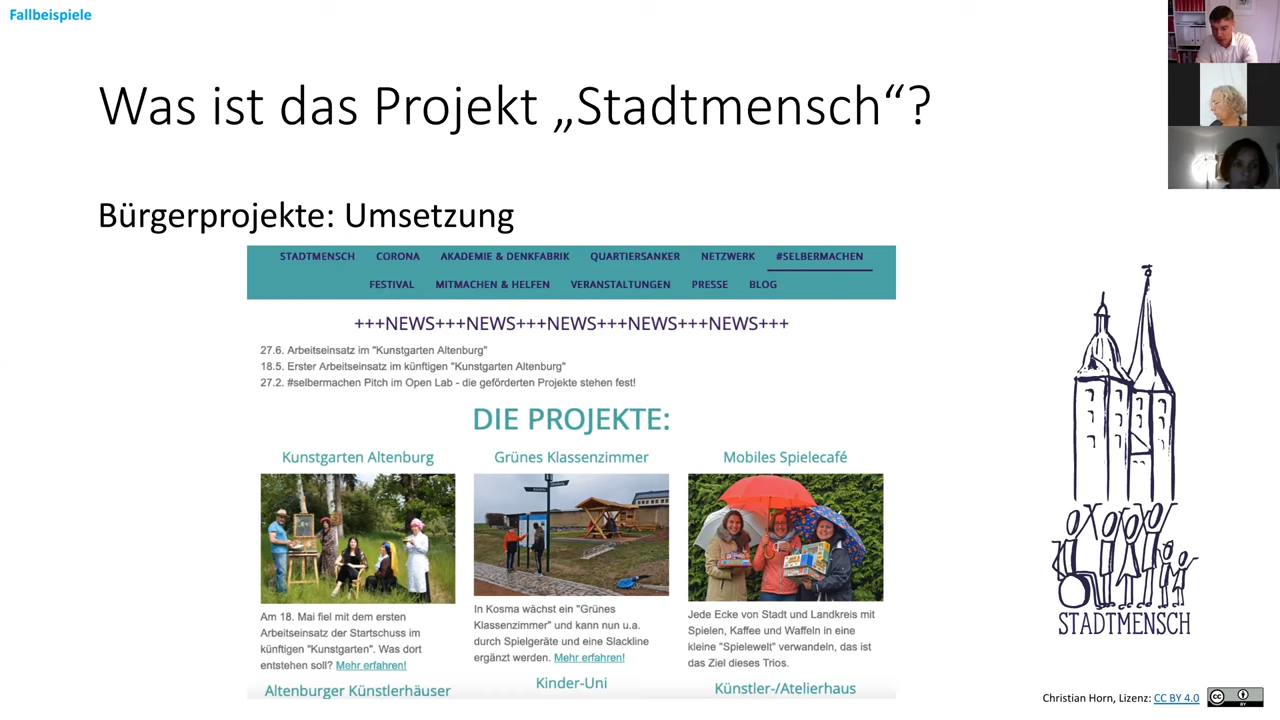 Fallbeispiele
Was ist das Projekt „Stadtmensch“?
Bürgerprojekte: Umsetzung
STADTMENSCH CORONA AKADEMIE & DENKFABRIK QUARTIERSANKER NETZWERK #SELBERMACHEN
FESTIVAL MITMACHEN & HELFEN VERANSTALTUNGEN PRESSE BLOG
+++NEWS+++NEWS+++NEWS+++NEWS+++NEWS+++
27.6. Arbeitseinsatz im "Kunstgarten Altenburg"
18.5. Erster Arbeitseinsatz im künftigen "Kunstgarten Altenburg"
27.2. #selbermachen Pitch im Open Lab - die geförderten Projekte stehen fest!
DIE PROJEKTE:
Kunstgarten Altenburg
Am 18. Mai fiel mit dem ersten
Arbeitseinsatz der Startschuss im
künftigen "Kunstgarten". Was dort
entstehen soll? Mehr erfahren!
Altenburger Künstlerhäuser
Grünes Klassenzimmer
In Kosma wächst ein "Grünes
Klassenzimmer" und kann nun u.a.
durch Spielgeräte und eine Slackline
ergänzt werden. Mehr erfahren!
Kinder-Uni
Mobiles Spielecafé
Jede Ecke von Stadt und Landkreis mit
Spielen, Kaffee und Waffeln in eine
kleine "Spielewelt" verwandeln, das ist
das Ziel dieses Trios.
Künstler-/Atelierhaus
STADTMENSCH
Christian Horn, Lizenz: CC BY 4.0
cc
BY